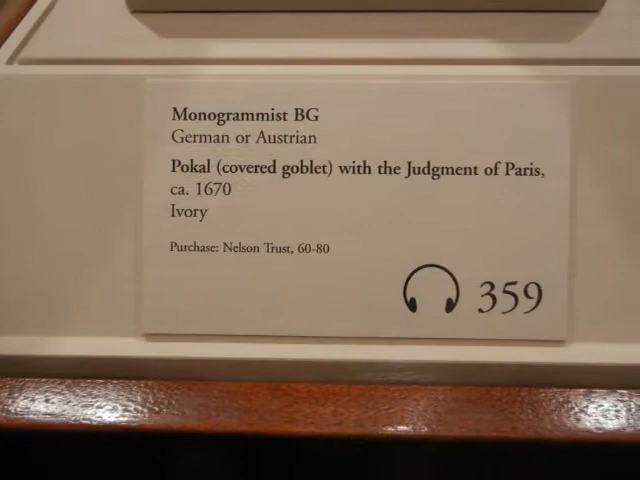 Monogrammist BG
German or Austrian
Pokal (covered goblet) with the Judgment of Paris,
ca. 1670
Ivory
Purchase: Nelson Trust, 60-80
359